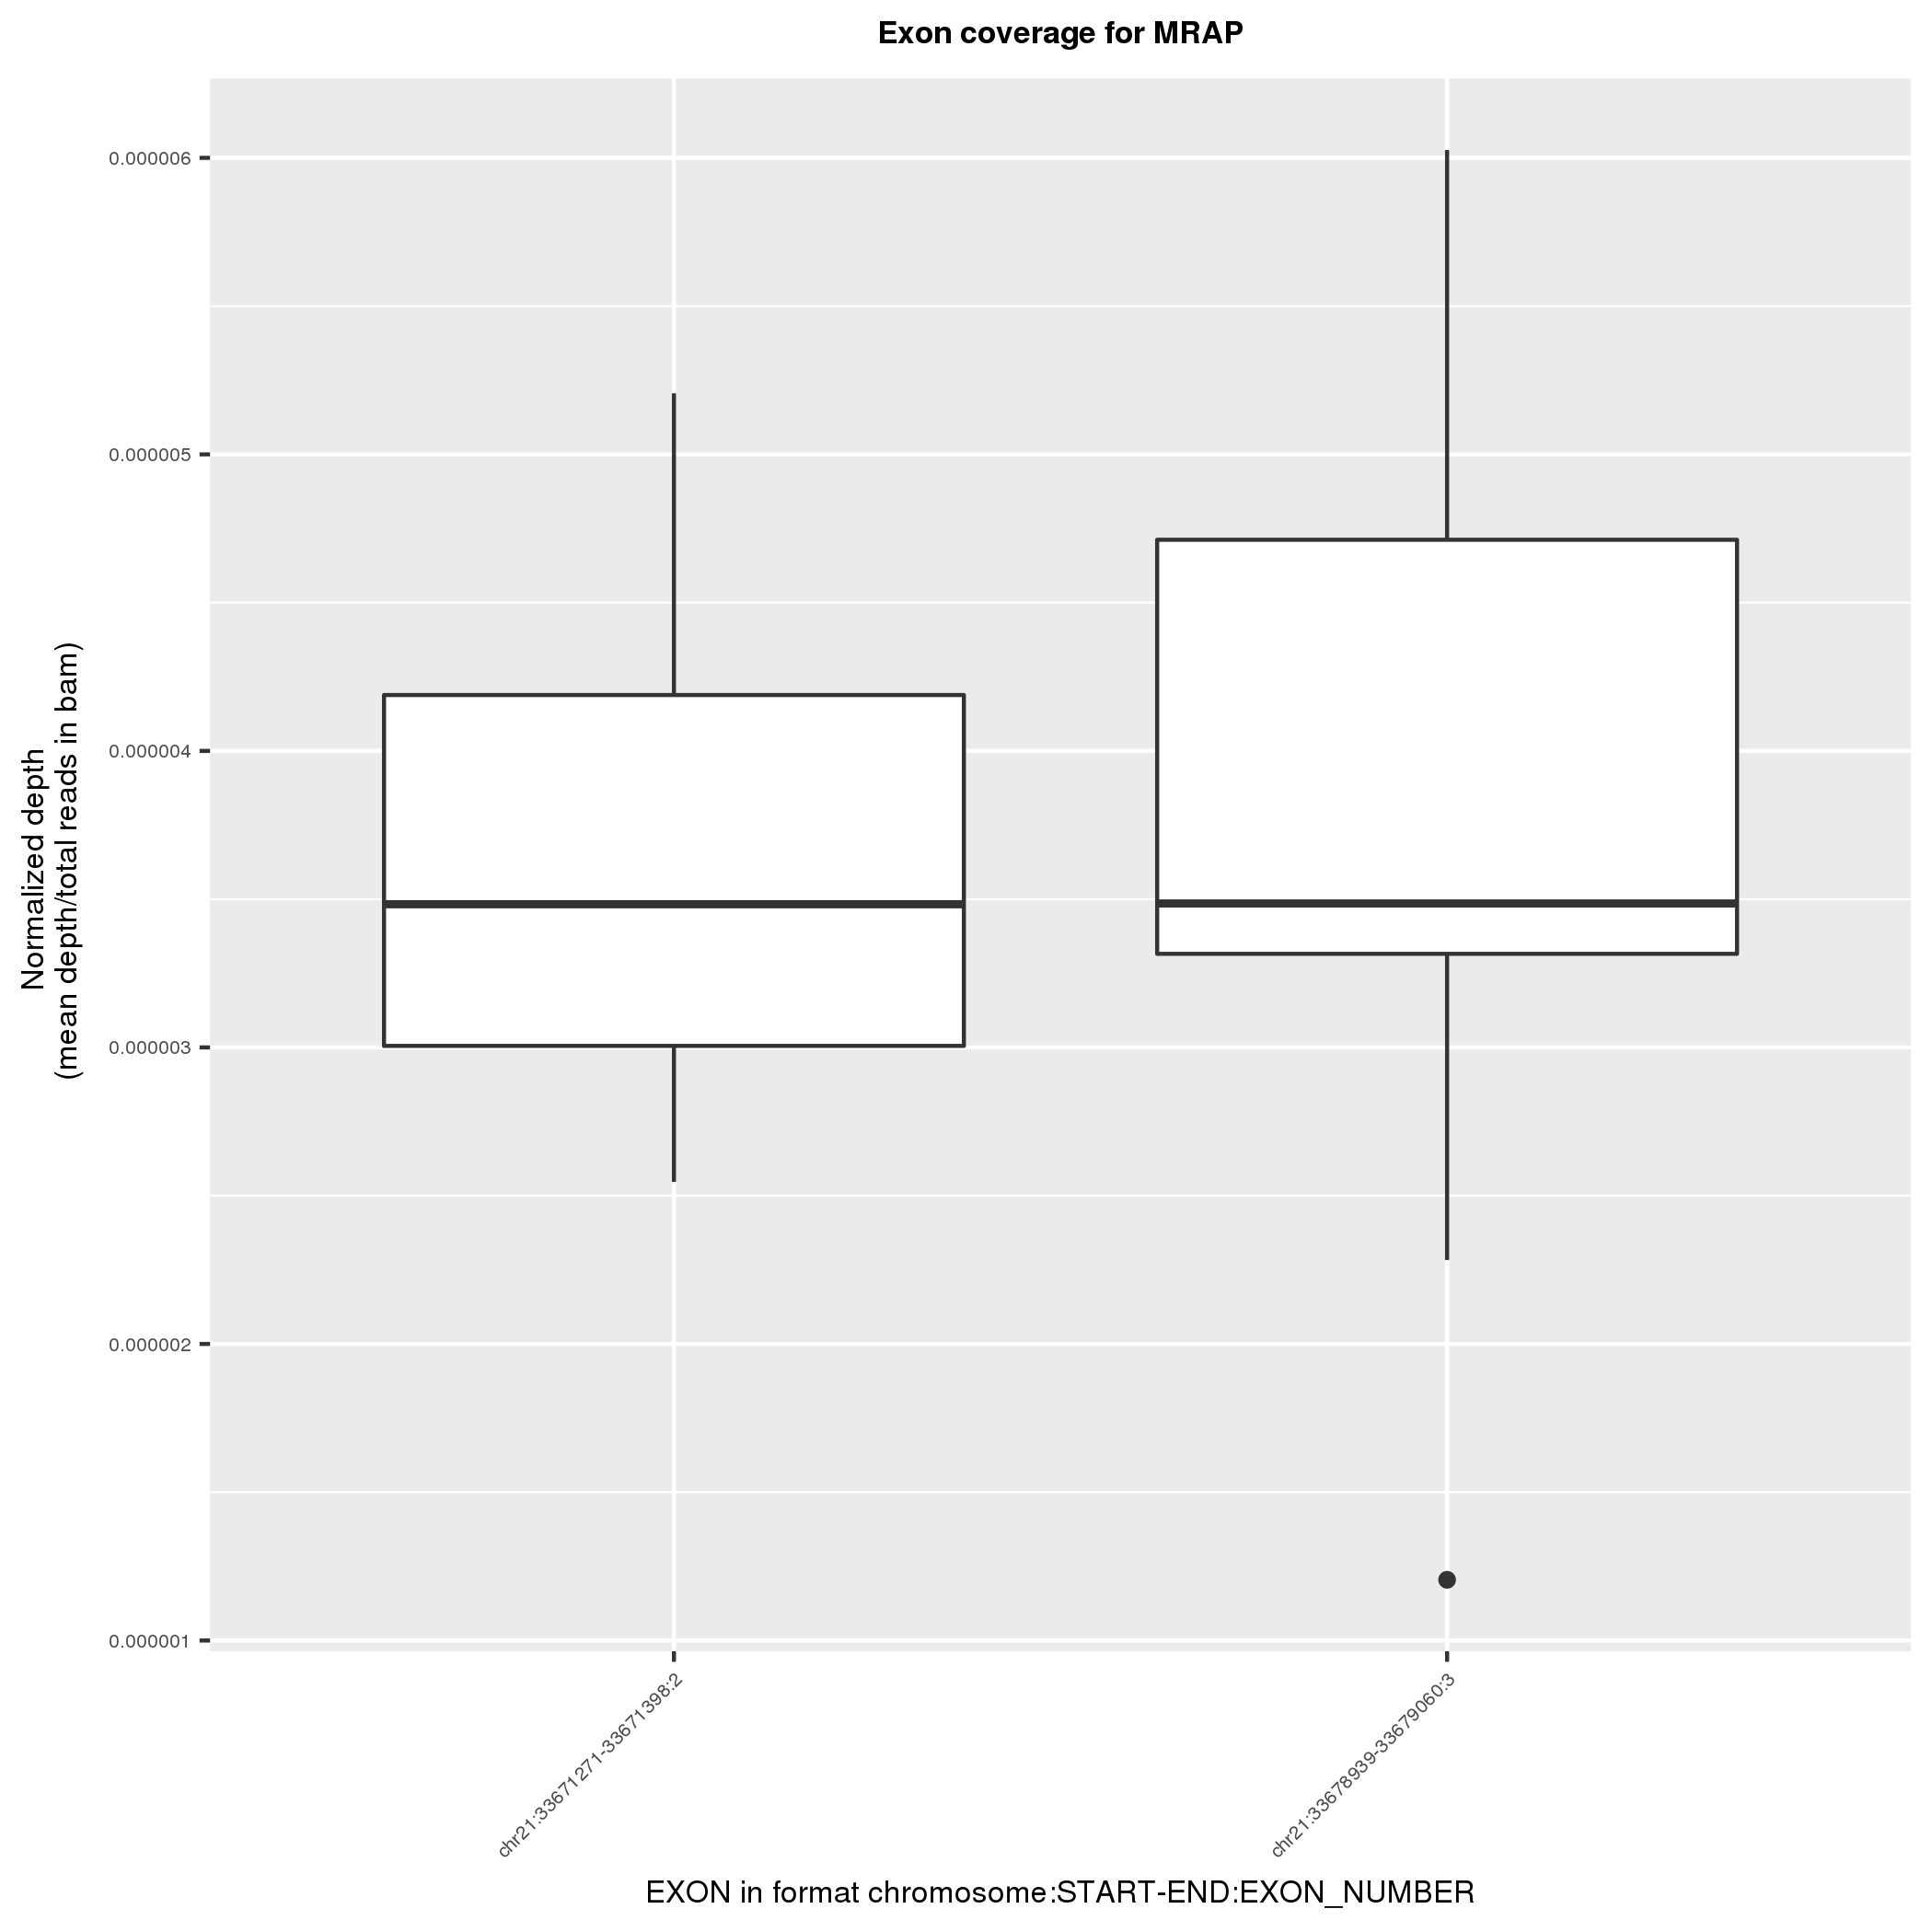 Exon coverage for MRAP
Normalized depth
(mean depth/total reads in bam)
0.000006
0.000005
0.000004
0.000003
0.000002
0.000001
chr21:33671271-33671398:2
chr21:33678939-33679060:3
EXON in format chromosome:START-END:EXON_NUMBER